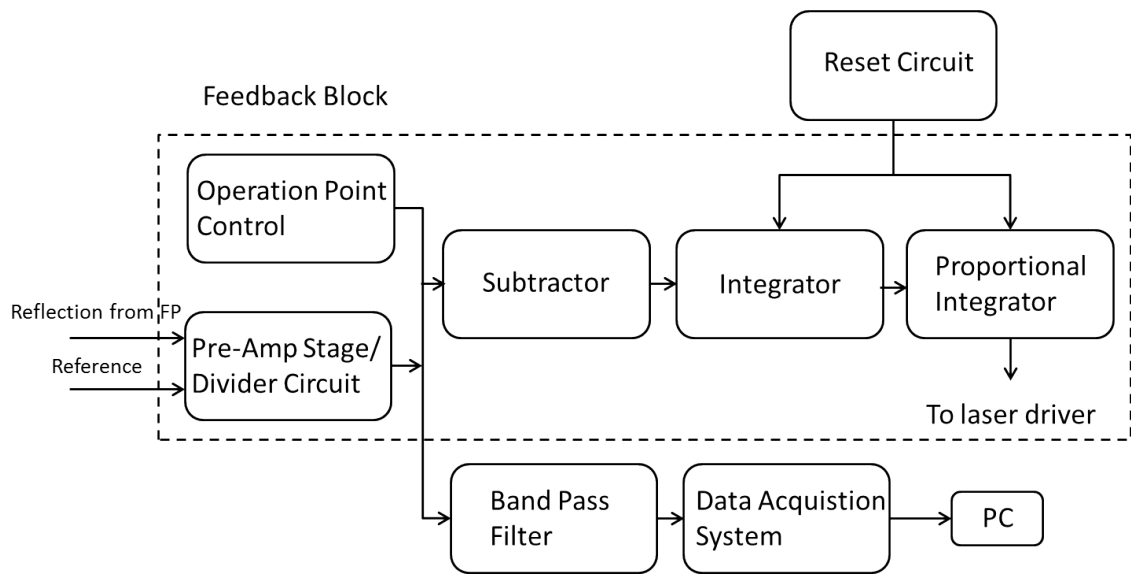 Reset Circuit
Feedback Block
Operation Point
Control
Subtractor
Integrator
Proportional
Integrator
Reflection from FP
Reference
Pre-Amp Stage/
Divider Circuit
To laser driver
Band Pass
Filter
Data Acquistion
System
PC